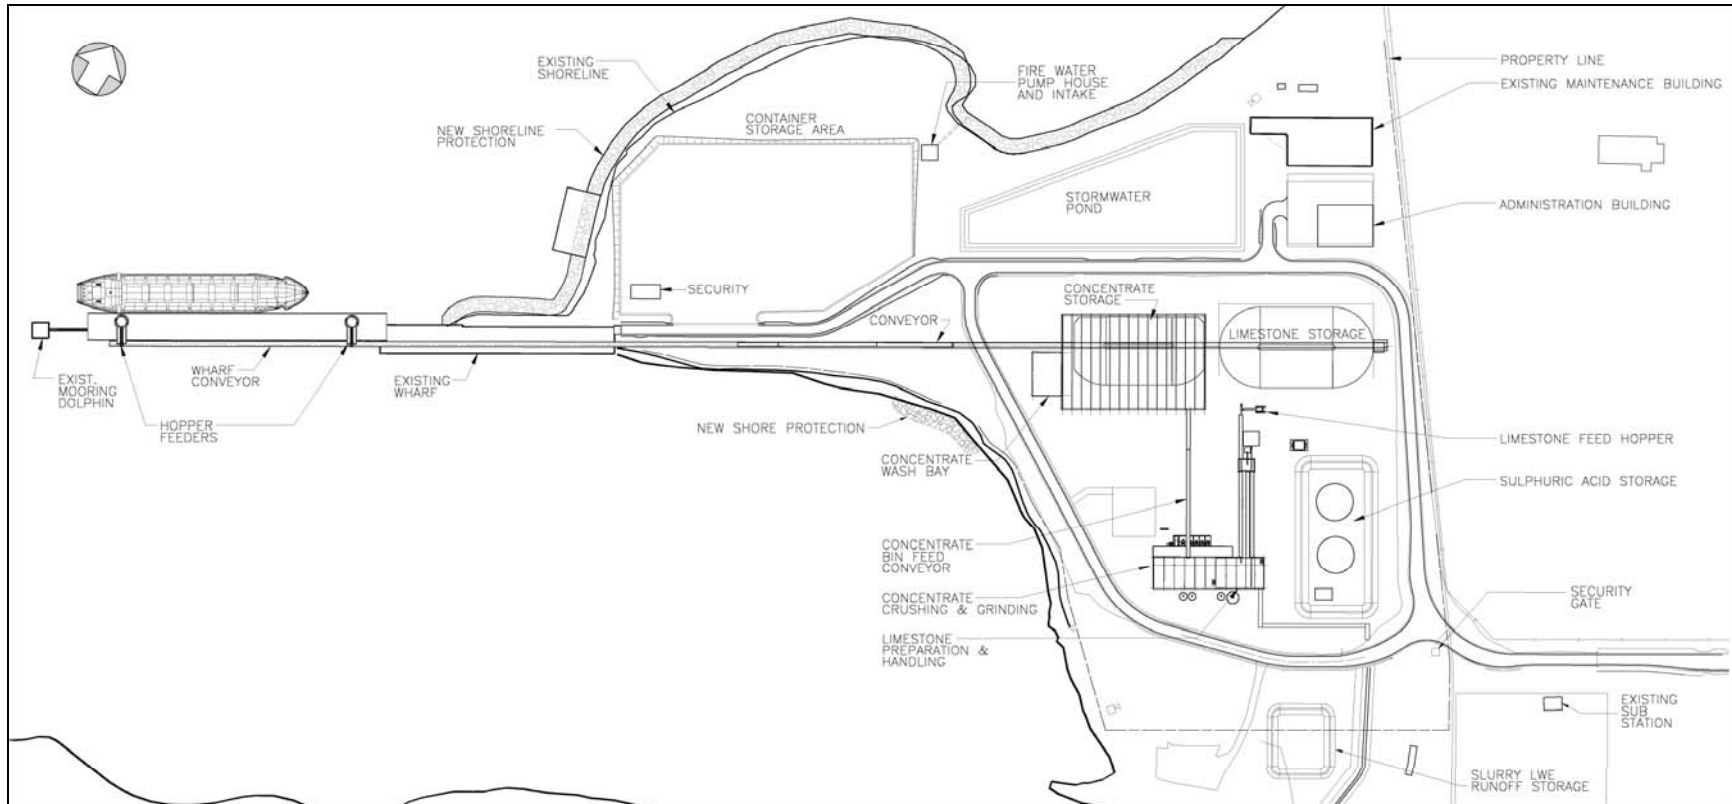 EXISTING
SHORELINE
NEW SHORELINE
PROTECTION
CONTAINER
STORAGE AREA
FIRE WATER
PUMP HOUSE
AND INTAKE
PROPERTY LINE
EXISTING MAINTENANCE BUILDING
STORMWATER
POND
ADMINISTRATION BUILDING
SECURITY
CONCENTRATE
STORAGE
CONVEYOR
LIMESTONE STORAGE
EXIST.
MOORING
DOLPHIN
WHARF
CONVEYOR
EXISTING
WHARF
HOPPER
FEEDERS
NEW SHORE PROTECTION
CONCENTRATE
WASH BAY
LIMESTONE FEED HOPPER
SULPHURIC ACID STORAGE
CONCENTRATE
BIN FEED
CONVEYOR
CONCENTRATE
CRUSHING & GRINDING
LIMESTONE
PREPARATION &
HANDLING
SECURITY
GATE
EXISTING
SUB
STATION
SLURRY LWE
RUNOFF STORAGE